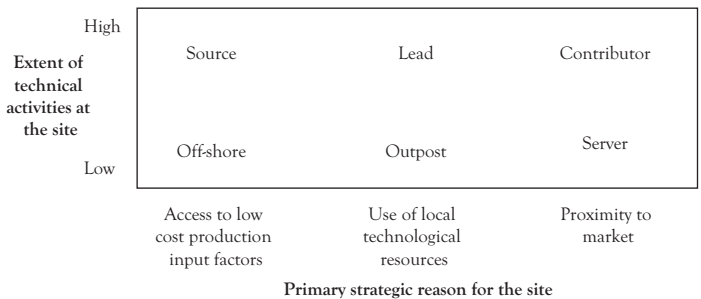 High
Extent of
technical
activities at
the site
Low
Source
Lead
Contributor
Off-shore
Outpost
Server
Access to low
cost production
input factors
Use of local
technological
resources
Proximity to
market
Primary strategic reason for the site